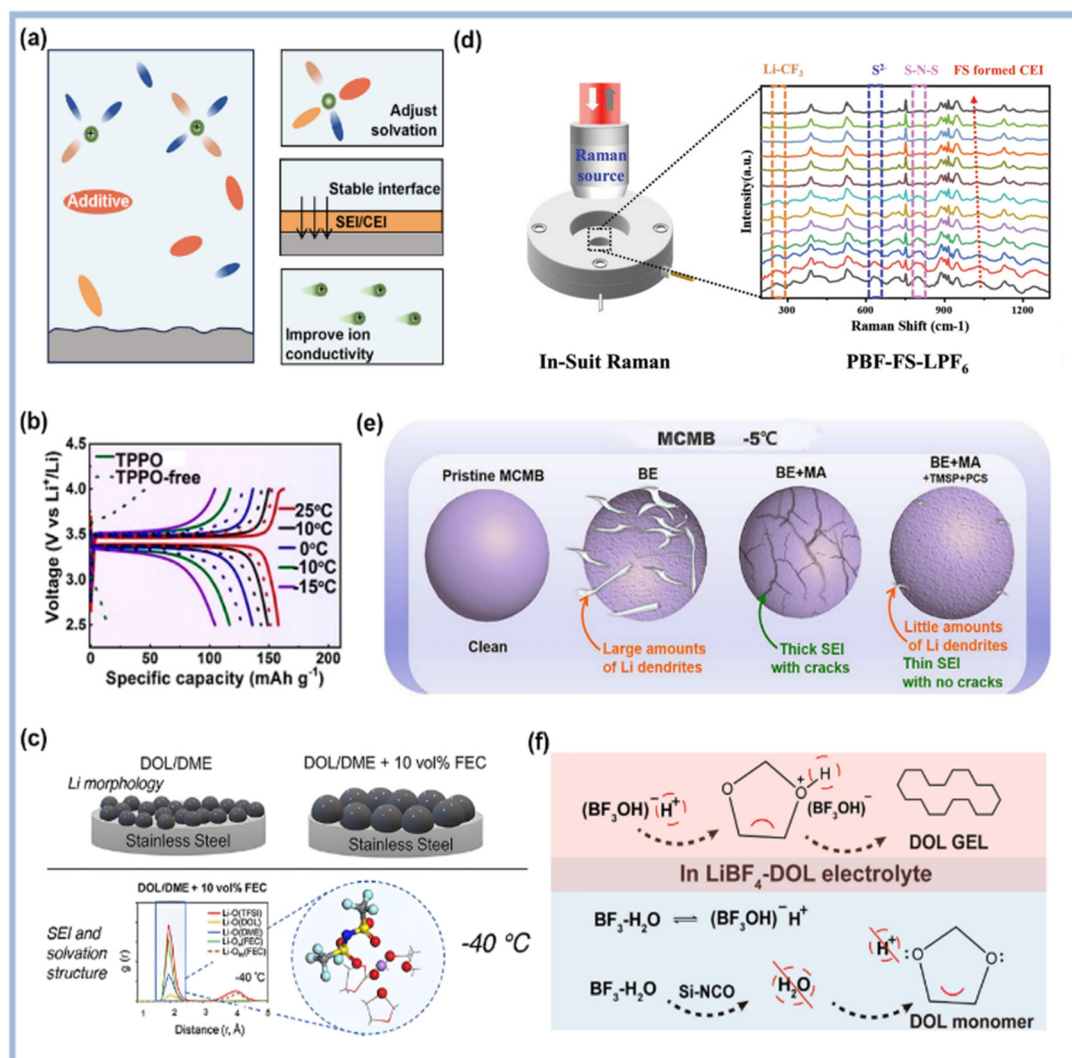 (a)
Additive
Adjust
solvation
Stable interface
SEI/CEI
Improve ion
conductivity
(d)
Raman
source
In-Suit Raman
Li-CF₃
S²⁻
S-N-S
FS formed CEI
Intensity(a.u.)
300
600
900
1200
Raman Shift (cm-1)
PBF-FS-LPF₆
(b)
Voltage (V vs Li⁺/Li)
4.5
4.0
3.5
3.0
2.5
TPPO
TPPO-free
25°C
10°C
0°C
-10°C
-15°C
0
50
100
150
200
Specific capacity (mAh g⁻¹)
(e)
MCMB -5℃
Pristine MCMB
BE
BE+MA
BE+MA
+TMSP+PCS
Clean
Large amounts
of Li dendrites
Thick SEI
with cracks
Little amounts
of Li dendrites
Thin SEI
with no cracks
(c)
DOL/DME
DOL/DME + 10 vol% FEC
Li morphology
Stainless Steel
Stainless Steel
DOL/DME + 10 vol% FEC
SEI and
solvation
structure
g (r)
Li-O(TFSI)
Li-O(DOL)
Li-O(DME)
-40 ℃
1
2
3
4
5
Distance (r, Å)
-40 °C
(f)
(BF₃OH)⁻ H⁺
O
O⁺
H
(BF₃OH)⁻
DOL GEL
In LiBF₄-DOL electrolyte
BF₃-H₂O ⇌ (BF₃OH)⁻H⁺
BF₃-H₂O
Si-NCO
H₂O
H⁺
:O
O:
DOL monomer